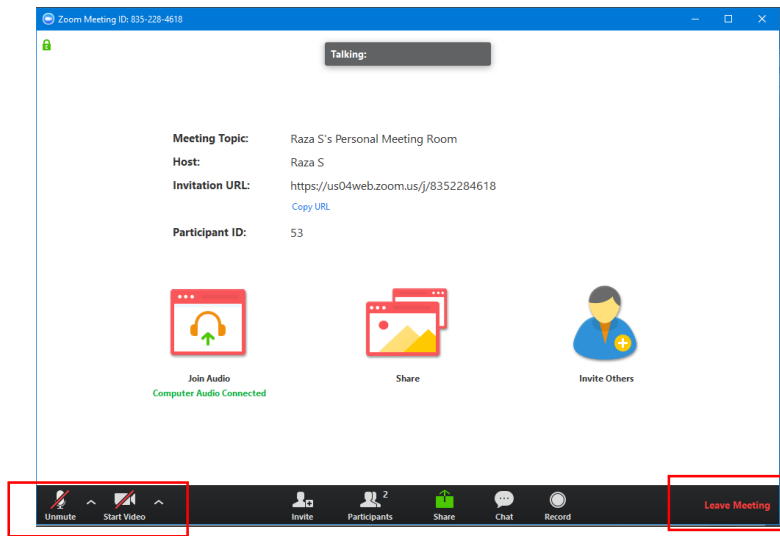 Zoom Meeting ID: 835-228-4618
Talking:
Meeting Topic: Raza S's Personal Meeting Room
Host: Raza S
Invitation URL: https://us04web.zoom.us/j/8352284618
Copy URL
Participant ID: 53
Join Audio Share Invite Others
Computer Audio Connected
2
Unmute Start Video Invite Participants Share Chat Record Leave Meeting